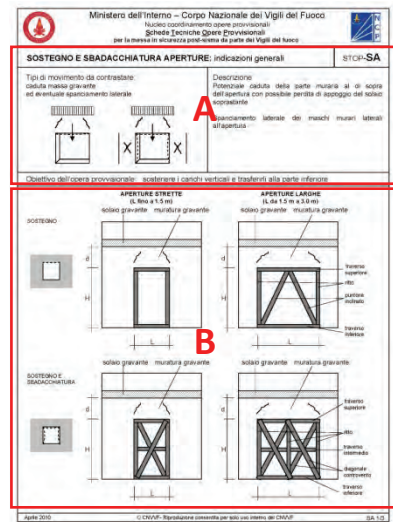 Ministero dell'Interno – Corpo Nazionale dei Vigili del Fuoco
Nucleo coordinamento opere provvisionali
Schede Tecniche Opere Provvisionali
per la messa in sicurezza post-sisma da parte dei Vigili del fuoco
SOSTEGNO E SBADACCHIATURA APERTURE: indicazioni generali
STOP-SA
Tipi di movimento da contrastare:
caduta massa gravante
ed eventuale spanciamento laterale
Descrizione
Potenziale caduta della parte muraria al di sopra
dell'apertura con possibile perdita di appoggio del solaio
soprastante
spanciamento laterale dei maschi murari laterali
all'apertura
A
Obiettivo dell'opera provvisionale: sostenere i carichi verticali e trasferirli alla parte inferiore
APERTURE STRETTE
(L fino a 1.5 m)
APERTURE LARGHE
(L da 1.5 m a 3.0 m)
SOSTEGNO
solaio gravante muratura gravante
solaio gravante muratura gravante
d
H
L
d
H
L
traverso
superiore
ritto
puntone
inclinato
traverso
inferiore
B
SOSTEGNO E
SBADACCHIATURA
solaio gravante muratura gravante
solaio gravante muratura gravante
d
H
L
d
H
L
traverso
superiore
ritto
traverso
intermedio
diagonale
controvento
traverso
inferiore
Aprile 2010
© CNVVF- Riproduzione consentita per solo uso interno del CNVVF
SA 1/3